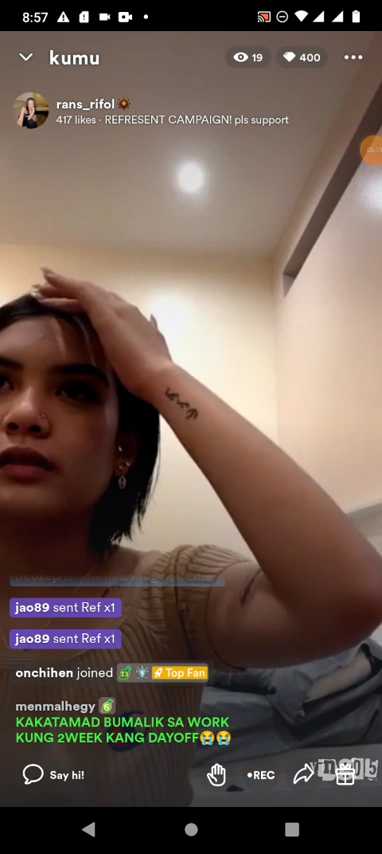 8:57
kumu
19
400
rans_rifol
417 likes · REFRESENT CAMPAIGN! pls support
jao89 sent Ref x1
jao89 sent Ref x1
onchihen joined Top Fan
menmalhegy
KAKATAMAD BUMALIK SA WORK
KUNG 2WEEK KANG DAYOFF😭😭
Say hi!
•REC